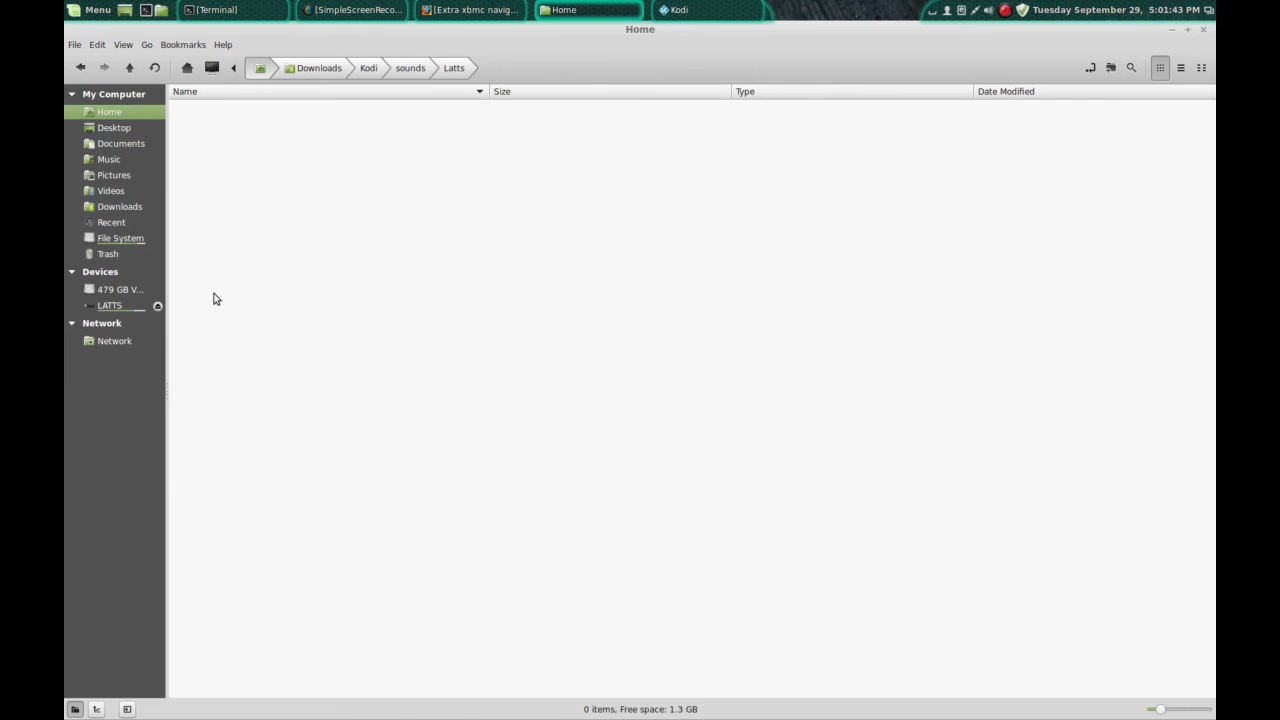 Menu [Terminal] [SimpleScreenReco... [Extra xbmc navig... Home Kodi Tuesday September 29, 5:01:43 PM
Home
File Edit View Go Bookmarks Help
Downloads Kodi sounds Latts
My Computer
Home
Desktop
Documents
Music
Pictures
Videos
Downloads
Recent
File System
Trash
Devices
479 GB V...
LATTS
Network
Network
Name Size Type Date Modified
0 items, Free space: 1.3 GB